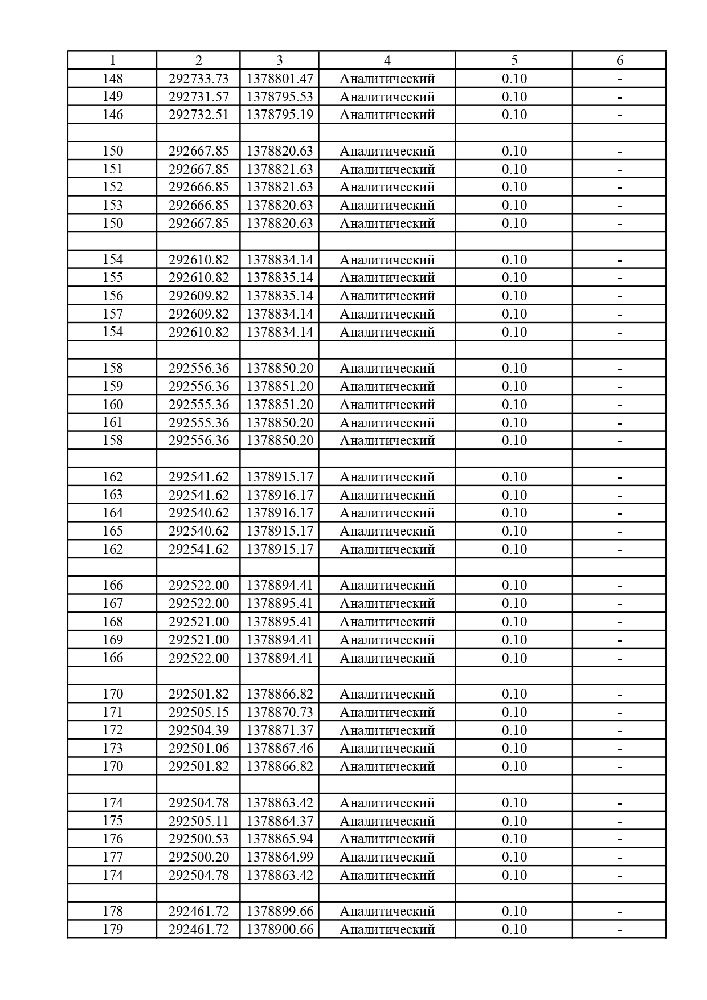 1 2 3 4 5 6
148 292733.73 1378801.47 Аналитический 0.10 -
149 292731.57 1378795.53 Аналитический 0.10 -
146 292732.51 1378795.19 Аналитический 0.10 -
150 292667.85 1378820.63 Аналитический 0.10 -
151 292667.85 1378821.63 Аналитический 0.10 -
152 292666.85 1378821.63 Аналитический 0.10 -
153 292666.85 1378820.63 Аналитический 0.10 -
150 292667.85 1378820.63 Аналитический 0.10 -
154 292610.82 1378834.14 Аналитический 0.10 -
155 292610.82 1378835.14 Аналитический 0.10 -
156 292609.82 1378835.14 Аналитический 0.10 -
157 292609.82 1378834.14 Аналитический 0.10 -
154 292610.82 1378834.14 Аналитический 0.10 -
158 292556.36 1378850.20 Аналитический 0.10 -
159 292556.36 1378851.20 Аналитический 0.10 -
160 292555.36 1378851.20 Аналитический 0.10 -
161 292555.36 1378850.20 Аналитический 0.10 -
158 292556.36 1378850.20 Аналитический 0.10 -
162 292541.62 1378915.17 Аналитический 0.10 -
163 292541.62 1378916.17 Аналитический 0.10 -
164 292540.62 1378916.17 Аналитический 0.10 -
165 292540.62 1378915.17 Аналитический 0.10 -
162 292541.62 1378915.17 Аналитический 0.10 -
166 292522.00 1378894.41 Аналитический 0.10 -
167 292522.00 1378895.41 Аналитический 0.10 -
168 292521.00 1378895.41 Аналитический 0.10 -
169 292521.00 1378894.41 Аналитический 0.10 -
166 292522.00 1378894.41 Аналитический 0.10 -
170 292501.82 1378866.82 Аналитический 0.10 -
171 292505.15 1378870.73 Аналитический 0.10 -
172 292504.39 1378871.37 Аналитический 0.10 -
173 292501.06 1378867.46 Аналитический 0.10 -
170 292501.82 1378866.82 Аналитический 0.10 -
174 292504.78 1378863.42 Аналитический 0.10 -
175 292505.11 1378864.37 Аналитический 0.10 -
176 292500.53 1378865.94 Аналитический 0.10 -
177 292500.20 1378864.99 Аналитический 0.10 -
174 292504.78 1378863.42 Аналитический 0.10 -
178 292461.72 1378899.66 Аналитический 0.10 -
179 292461.72 1378900.66 Аналитический 0.10 -